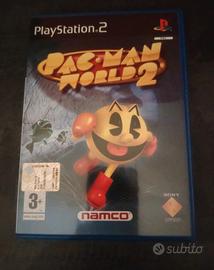 PlayStation 2
PAC-MAN
WORLD 2
3+
namco
SONY
subito